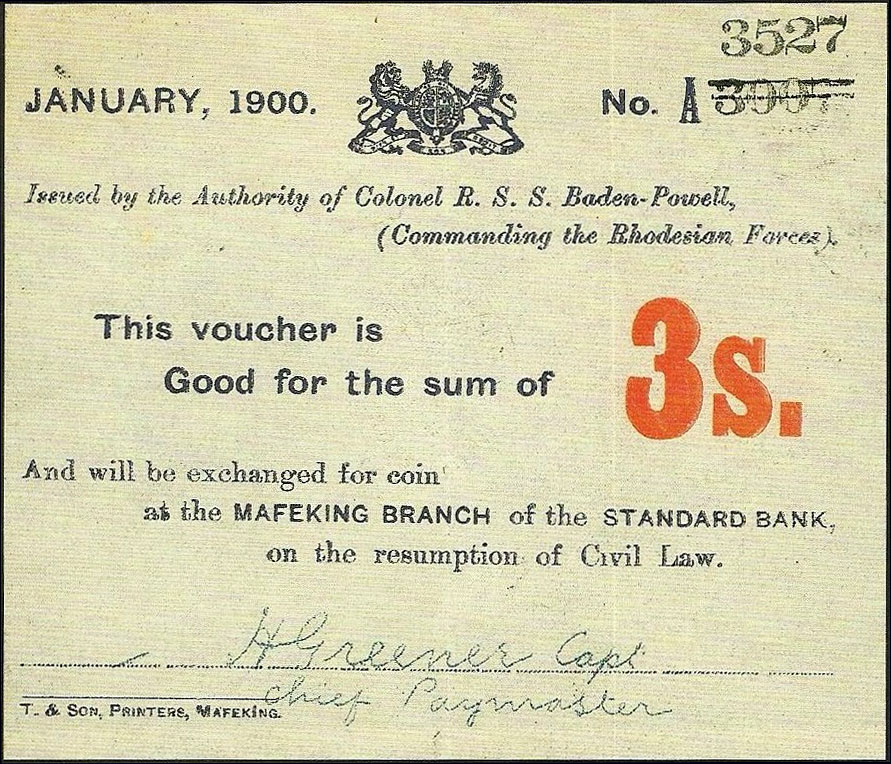 3527
JANUARY, 1900. No. A
Issued by the Authority of Colonel R. S. S. Baden-Powell,
(Commanding the Rhodesian Forces).
This voucher is
Good for the sum of
3s.
And will be exchanged for coin
at the MAFEKING BRANCH of the STANDARD BANK,
on the resumption of Civil Law.
H Greener Capt
Chief Paymaster
T. & SON, PRINTERS, MAFEKING.